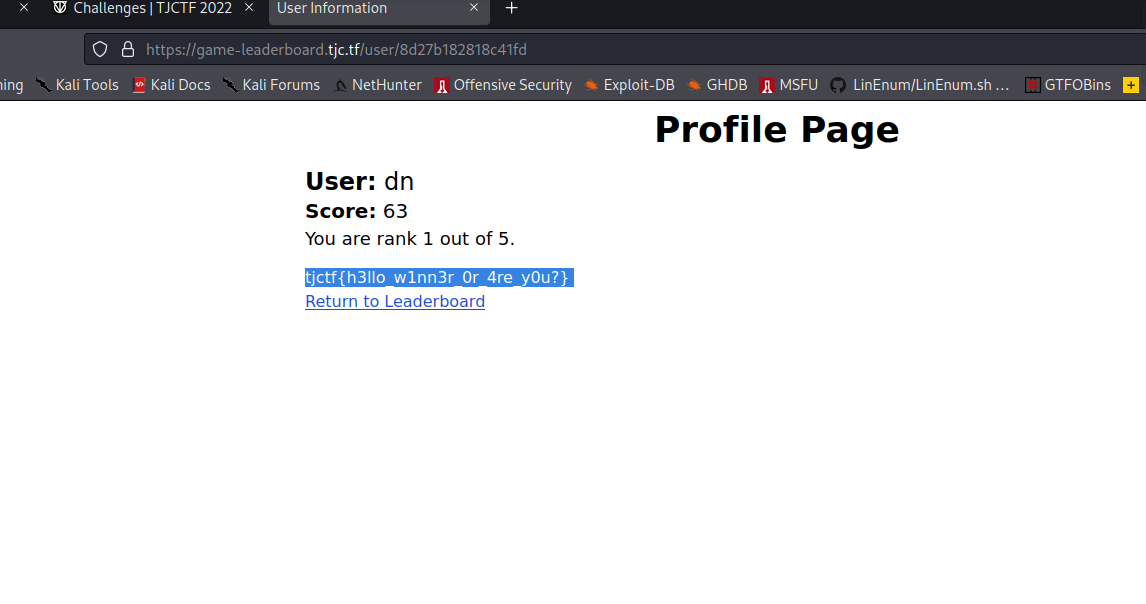 Challenges | TJCTF 2022
User Information
https://game-leaderboard.tjc.tf/user/8d27b182818c41fd
ning Kali Tools Kali Docs Kali Forums NetHunter Offensive Security Exploit-DB GHDB MSFU LinEnum/LinEnum.sh … GTFOBins
Profile Page
User: dn
Score: 63
You are rank 1 out of 5.
tjctf{h3llo_w1nn3r_0r_4re_y0u?}
Return to Leaderboard